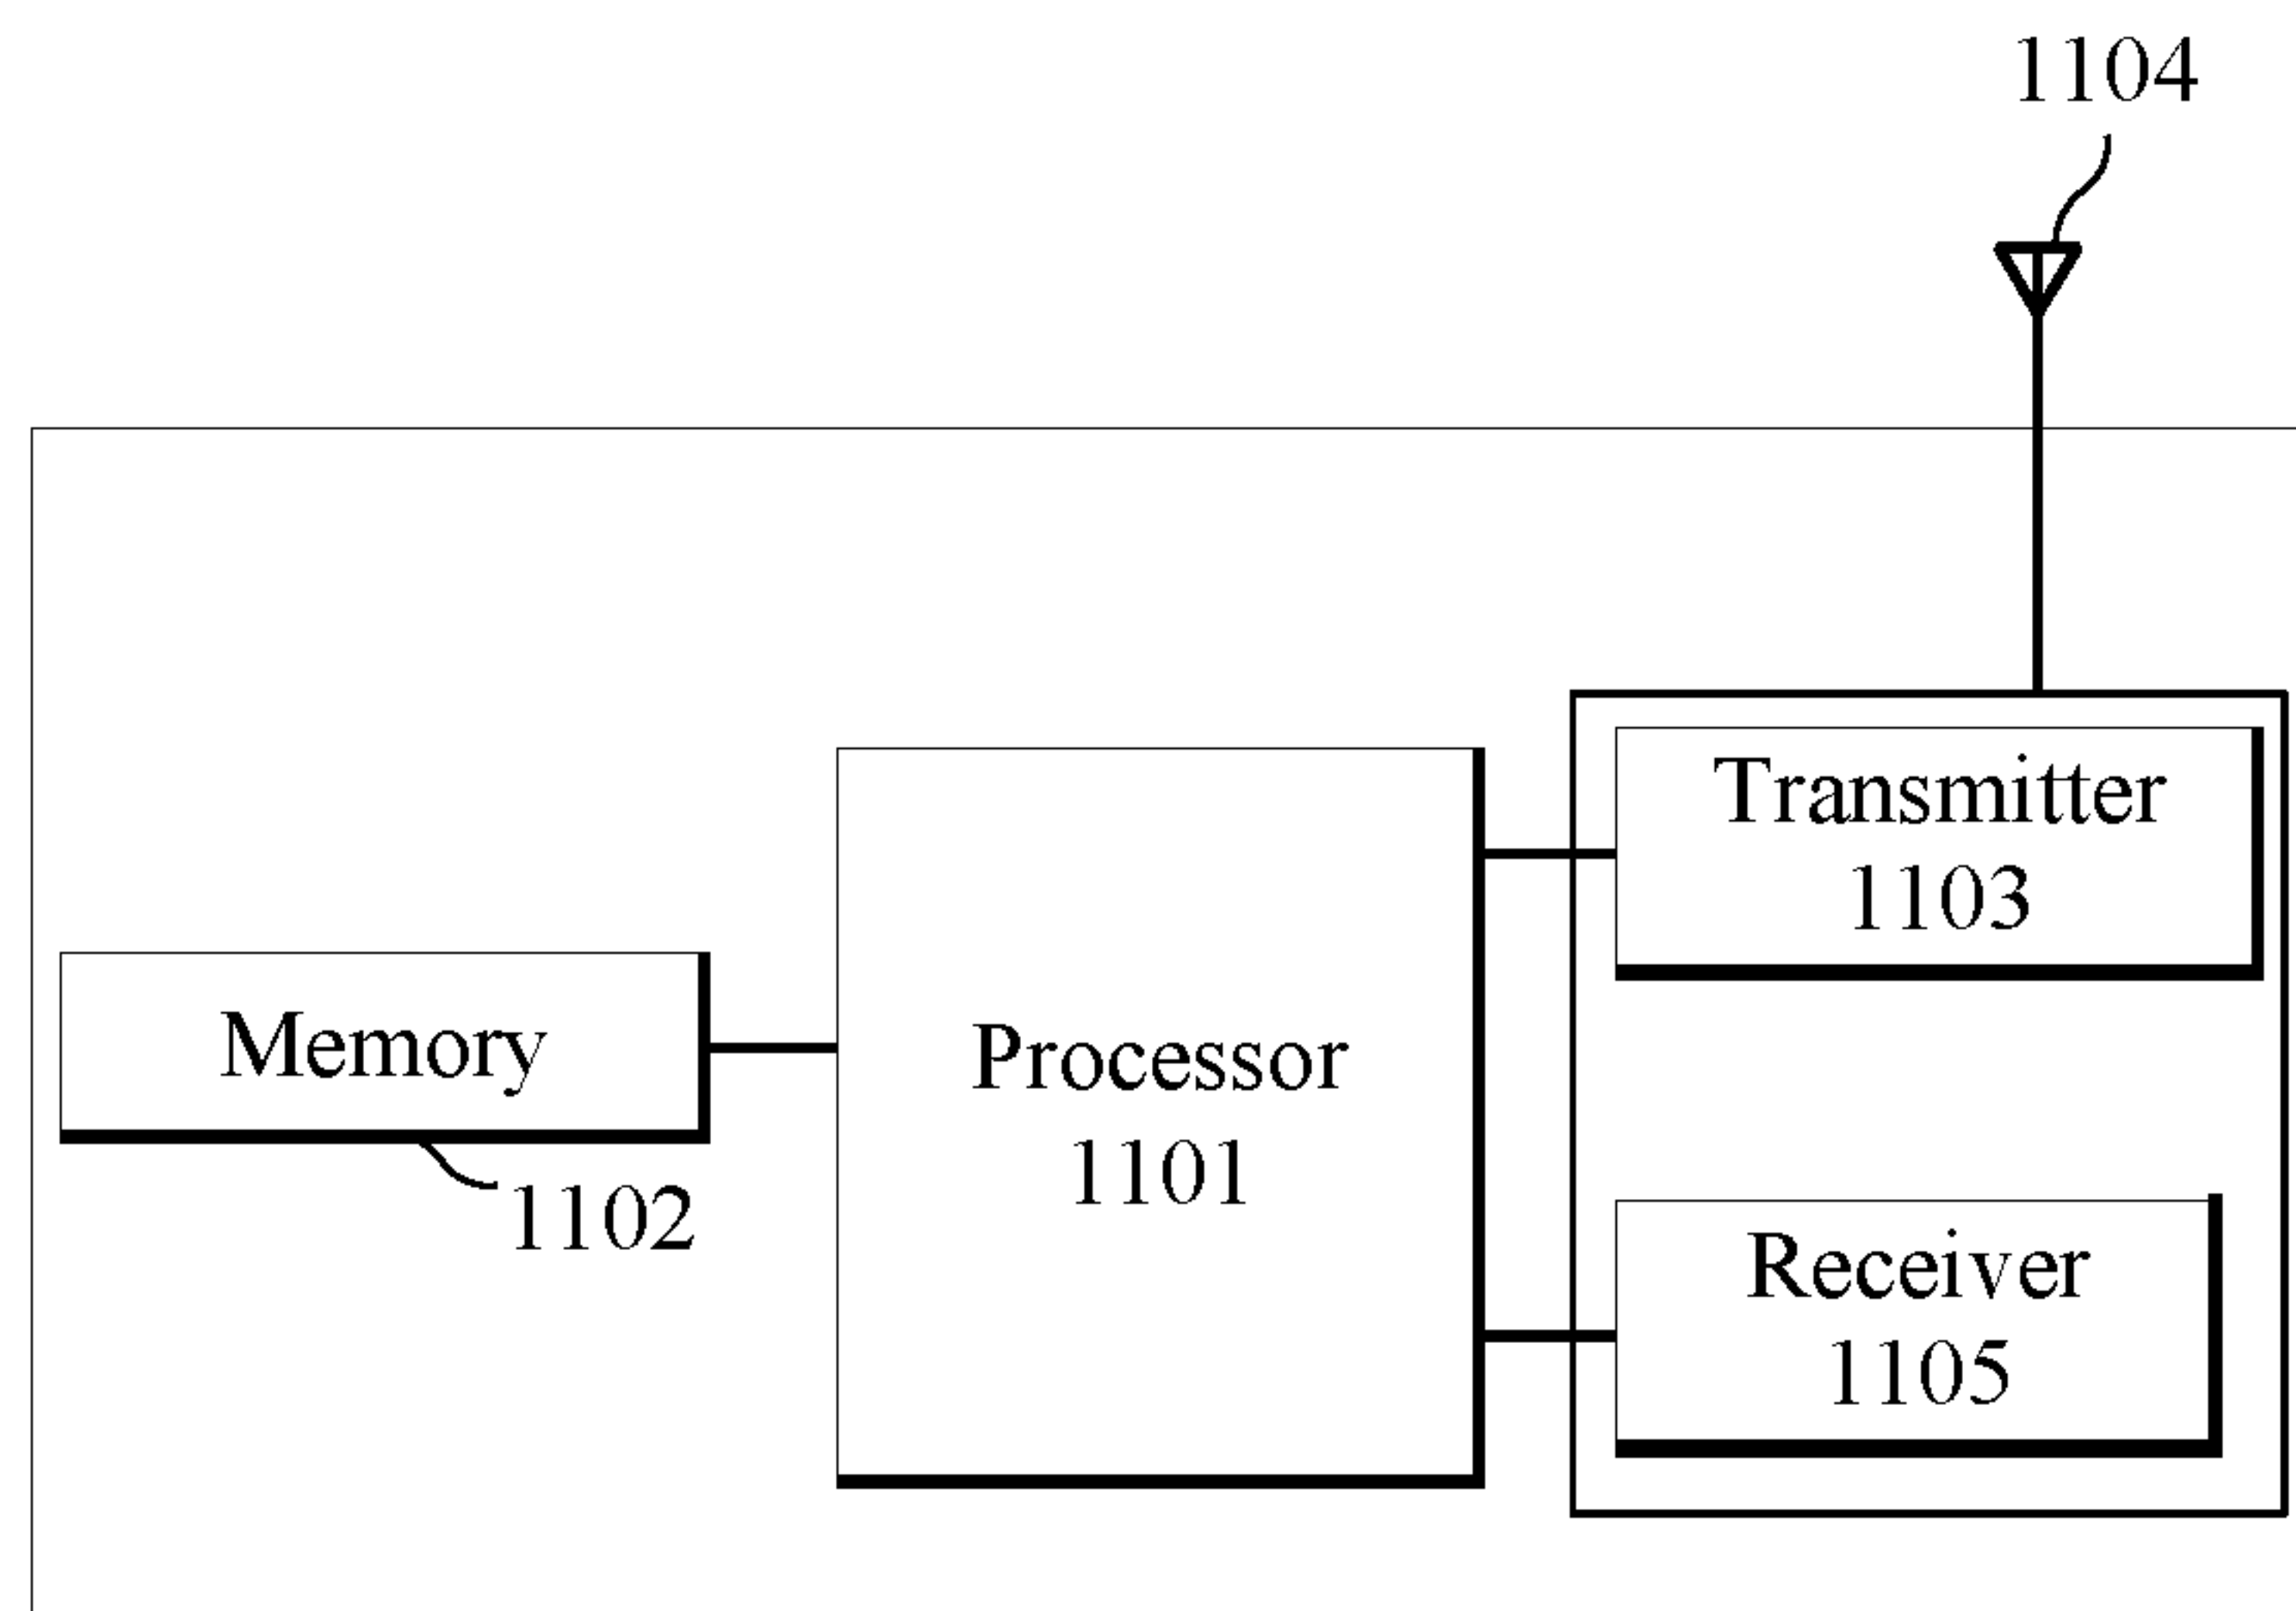 1104
Transmitter
1103
Memory
1102
Processor
1101
Receiver
1105